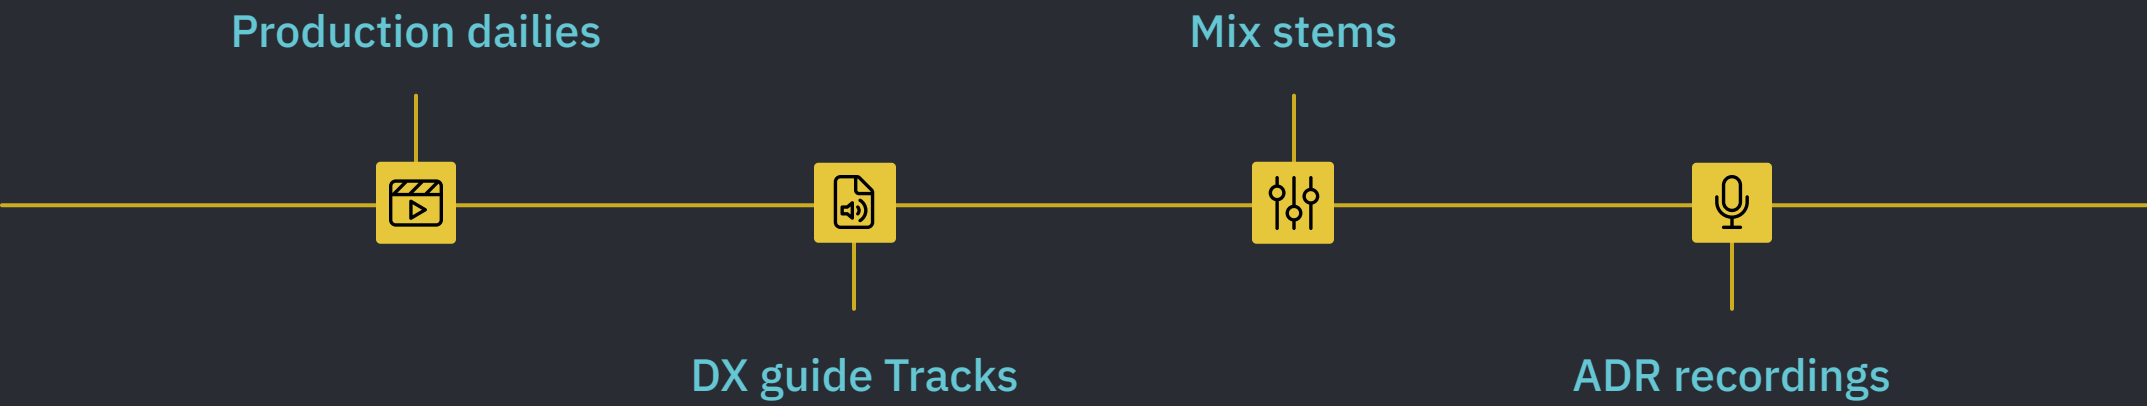 Production dailies
Mix stems
DX guide Tracks
ADR recordings